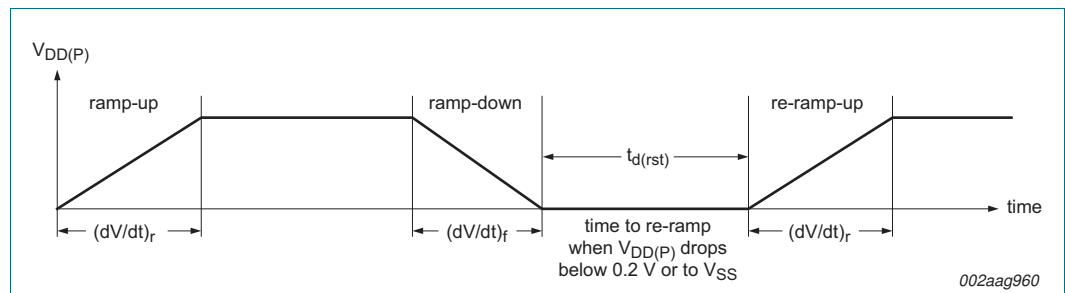 VDD(P)
ramp-up
ramp-down
re-ramp-up
td(rst)
time
(dV/dt)r
(dV/dt)f
time to re-ramp
when VDD(P) drops
below 0.2 V or to VSS
(dV/dt)r
002aag960